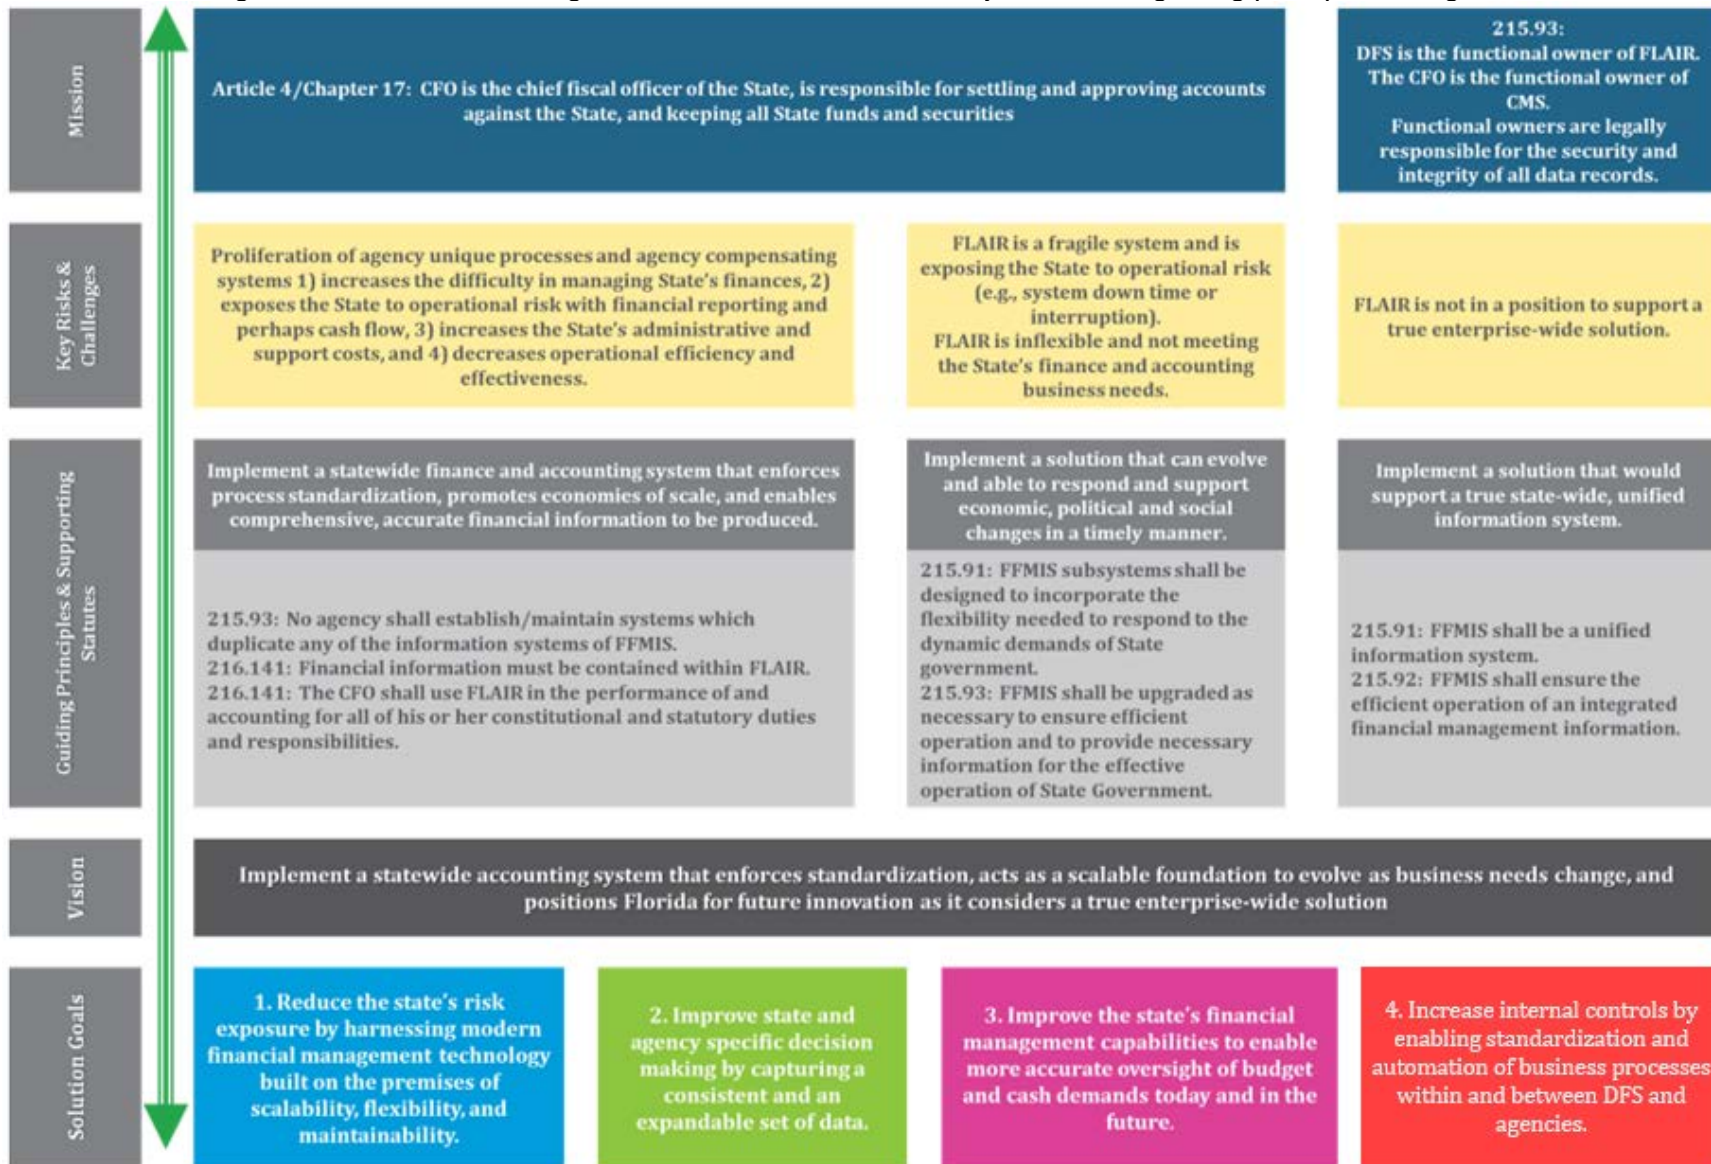 Mission
Article 4/Chapter 17: CFO is the chief fiscal officer of the State, is responsible for settling and approving accounts
against the State, and keeping all State funds and securities
215.93:
DFS is the functional owner of FLAIR.
The CFO is the functional owner of
CMS.
Functional owners are legally
responsible for the security and
integrity of all data records.
Key Risks &
Challenges
Proliferation of agency unique processes and agency compensating
systems 1) increases the difficulty in managing State's finances, 2)
exposes the State to operational risk with financial reporting and
perhaps cash flow, 3) increases the State's administrative and
support costs, and 4) decreases operational efficiency and
effectiveness.
FLAIR is a fragile system and is
exposing the State to operational risk
(e.g., system down time or
interruption).
FLAIR is inflexible and not meeting
the State's finance and accounting
business needs.
FLAIR is not in a position to support a
true enterprise-wide solution.
Guiding Principles & Supporting
Statutes
Implement a statewide finance and accounting system that enforces
process standardization, promotes economies of scale, and enables
comprehensive, accurate financial information to be produced.
215.93: No agency shall establish/maintain systems which
duplicate any of the information systems of FFMIS.
216.141: Financial information must be contained within FLAIR.
216.141: The CFO shall use FLAIR in the performance of and
accounting for all of his or her constitutional and statutory duties
and responsibilities.
Implement a solution that can evolve
and able to respond and support
economic, political and social
changes in a timely manner.
215.91: FFMIS subsystems shall be
designed to incorporate the
flexibility needed to respond to the
dynamic demands of State
government.
215.93: FFMIS shall be upgraded as
necessary to ensure efficient
operation and to provide necessary
information for the effective
operation of State Government.
Implement a solution that would
support a true state-wide, unified
information system.
215.91: FFMIS shall be a unified
information system.
215.92: FFMIS shall ensure the
efficient operation of an integrated
financial management information.
Vision
Implement a statewide accounting system that enforces standardization, acts as a scalable foundation to evolve as business needs change, and
positions Florida for future innovation as it considers a true enterprise-wide solution
Solution Goals
1. Reduce the state's risk
exposure by harnessing modern
financial management technology
built on the premises of
scalability, flexibility, and
maintainability.
2. Improve state and
agency specific decision
making by capturing a
consistent and an
expandable set of data.
3. Improve the state's financial
management capabilities to enable
more accurate oversight of budget
and cash demands today and in the
future.
4. Increase internal controls by
enabling standardization and
automation of business processes
within and between DFS and
agencies.